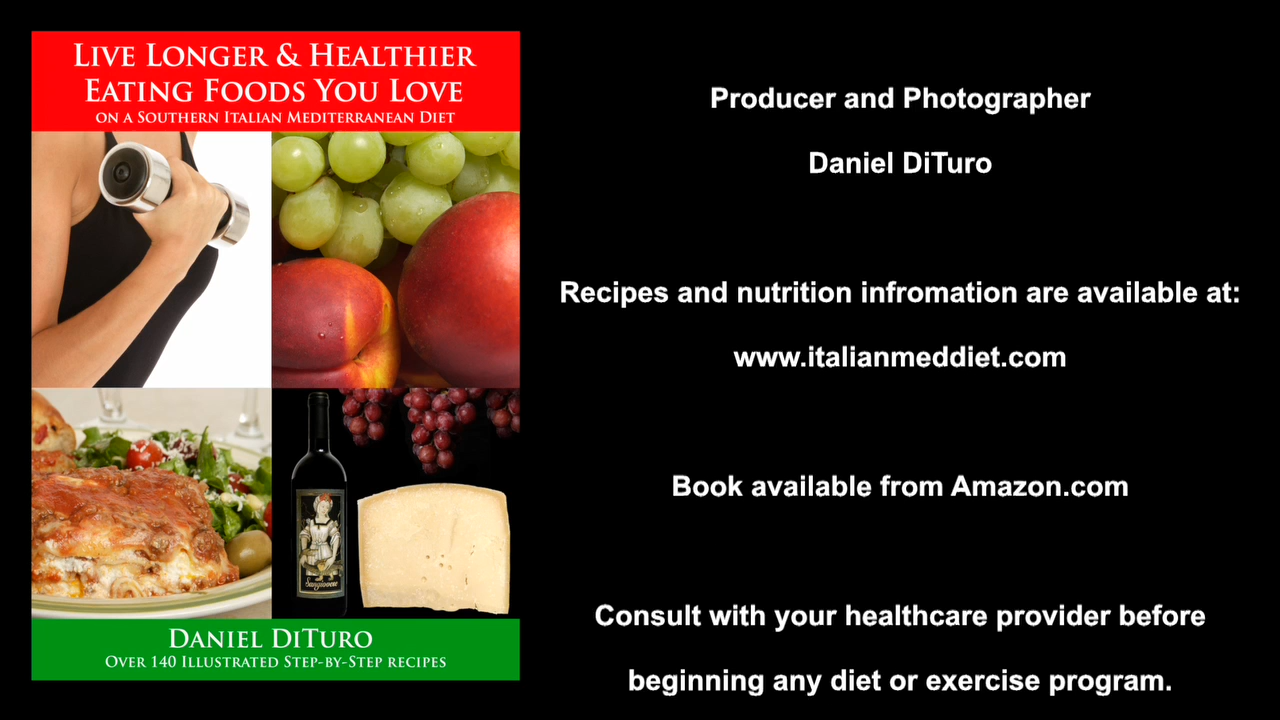 LIVE LONGER & HEALTHIER
EATING FOODS YOU LOVE
ON A SOUTHERN ITALIAN MEDITERRANEAN DIET
Sangiovese
DANIEL DITURO
OVER 140 ILLUSTRATED STEP-BY-STEP RECIPES
Producer and Photographer
Daniel DiTuro
Recipes and nutrition infromation are available at:
www.italianmeddiet.com
Book available from Amazon.com
Consult with your healthcare provider before
beginning any diet or exercise program.